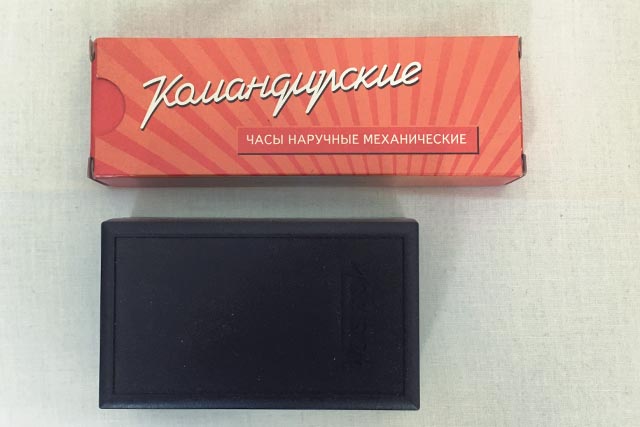 Командирские
ЧАСЫ НАРУЧНЫЕ МЕХАНИЧЕСКИЕ